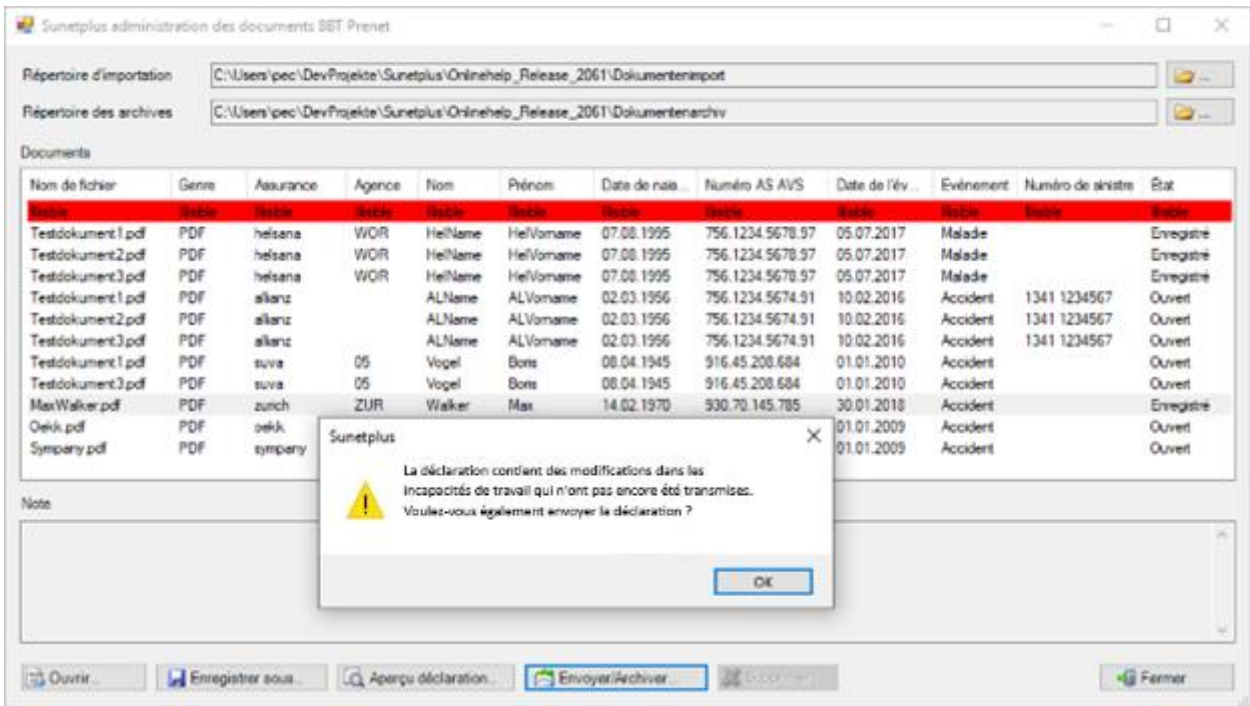 Sunetplus administration des documents BBT Prenet
Répertoire d'importation C:\Users\pec\DevProjekte\Sunetplus\Onlinehelp_Release_2061\Dokumentenimport ...
Répertoire des archives C:\Users\pec\DevProjekte\Sunetplus\Onlinehelp_Release_2061\Dokumentenarchiv ...
Documents
Nom de fichier Genre Assurance Agence Nom Prénom Date de nais... Numéro AS AVS Date de l'év... Evénement Numéro de sinistre État
Testdokument1.pdf PDF helsana WOR HelName HelVorname 07.08.1995 756.1234.5678.97 05.07.2017 Maladie Enregistré
Testdokument2.pdf PDF helsana WOR HelName HelVorname 07.08.1995 756.1234.5678.97 05.07.2017 Maladie Enregistré
Testdokument3.pdf PDF helsana WOR HelName HelVorname 07.08.1995 756.1234.5678.97 05.07.2017 Maladie Enregistré
Testdokument1.pdf PDF allianz ALName ALVorname 02.03.1956 756.1234.5674.91 10.02.2016 Accident 1341 1234567 Ouvert
Testdokument2.pdf PDF allianz ALName ALVorname 02.03.1956 756.1234.5674.91 10.02.2016 Accident 1341 1234567 Ouvert
Testdokument3.pdf PDF allianz ALName ALVorname 02.03.1956 756.1234.5674.91 10.02.2016 Accident 1341 1234567 Ouvert
Testdokument1.pdf PDF suva 05 Vogel Boris 08.04.1945 916.45.208.684 01.01.2010 Accident Ouvert
Testdokument3.pdf PDF suva 05 Vogel Boris 08.04.1945 916.45.208.684 01.01.2010 Accident Ouvert
MaxWalker.pdf PDF zurich ZUR Walker Max 14.02.1970 930.70.145.785 30.01.2018 Accident Enregistré
Oekk.pdf PDF oekk 01.01.2009 Accident Ouvert
Sympany.pdf PDF sympany 01.01.2009 Accident Ouvert
Sunetplus
La déclaration contient des modifications dans les
incapacités de travail qui n'ont pas encore été transmises.
Voulez-vous également envoyer la déclaration ?
OK
Note
Ouvrir... Enregistrer sous... Aperçu déclaration... Envoyer/Archiver... Fermer